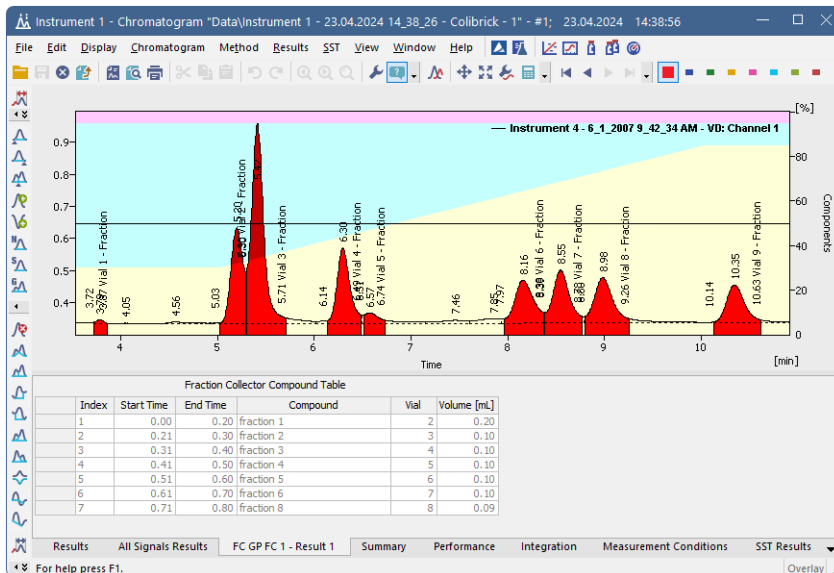 Instrument 1 - Chromatogram "Data\Instrument 1 - 23.04.2024 14_38_26 - Colibrick - 1" - #1; 23.04.2024 14:38:56
File Edit Display Chromatogram Method Results SST View Window Help
[%]
Instrument 4 - 6_1_2007 9_42_34 AM - VD: Channel 1
0.9
0.8
0.7
0.6
0.5
0.4
80
60
40
20
0
Components
3.72
3.87 Vial 1 - Fraction
4.05
4.56
5.03
5.20
5.30 Vial 2 - Fraction
5.42
5.71 Vial 3 - Fraction
6.14
6.30
6.49 Vial 4 - Fraction
6.51
6.57
6.74 Vial 5 - Fraction
7.46
7.85
7.97
8.16
8.38 Vial 6 - Fraction
8.55
8.78 Vial 7 - Fraction
8.98
9.26 Vial 8 - Fraction
10.14
10.35
10.63 Vial 9 - Fraction
4 5 6 7 8 9 10
Time
[min]
Fraction Collector Compound Table
Index Start Time End Time Compound Vial Volume [mL]
1 0.00 0.20 fraction 1 2 0.20
2 0.21 0.30 fraction 2 3 0.10
3 0.31 0.40 fraction 3 4 0.10
4 0.41 0.50 fraction 4 5 0.10
5 0.51 0.60 fraction 5 6 0.10
6 0.61 0.70 fraction 6 7 0.10
7 0.71 0.80 fraction 8 8 0.09
Results All Signals Results FC GP FC 1 - Result 1 Summary Performance Integration Measurement Conditions SST Results
For help press F1.
Overlay